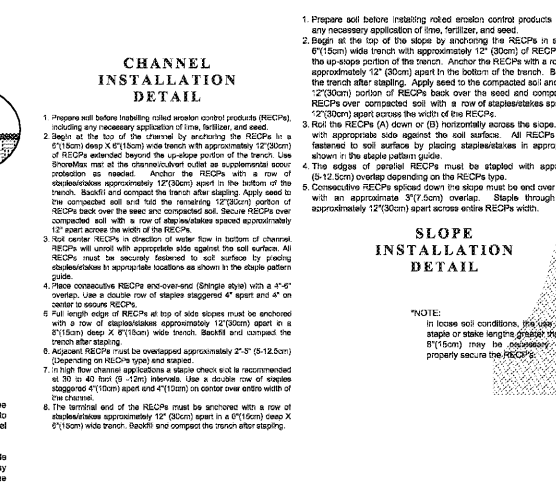 CHANNEL
INSTALLATION
DETAIL
1. Prepare soil before installing rolled erosion control products (RECPs),
including any necessary application of lime, fertilizer, and seed.
2. Begin at the top of the channel by anchoring the RECPs in a
6"(15cm) deep X 6"(15cm) wide trench with approximately 12"(30cm)
of RECPs extended beyond the up-slope portion of the trench. Use
ShoreMax mat at the channel/culvert outlet as supplemental scour
protection as needed. Anchor the RECPs with a row of
staples/stakes approximately 12"(30cm) apart in the bottom of the
trench. Backfill and compact the trench after stapling. Apply seed to
the compacted soil and fold the remaining 12"(30cm) portion of
RECPs back over the seed and compacted soil. Secure RECPs over
compacted soil with a row of staples/stakes spaced approximately
12" apart across the width of the RECPs.
3. Roll center RECPs in direction of water flow in bottom of channel.
RECPs will unroll with appropriate side against the soil surface. All
RECPs must be securely fastened to soil surface by placing
staples/stakes in appropriate locations as shown in the staple pattern
guide.
4. Place consecutive RECPs end-over-end (Shingle style) with a 4"-6"
overlap. Use a double row of staples staggered 4" apart and 4" on
center to secure RECPs.
5. Full length edge of RECPs at top of side slopes must be anchored
with a row of staples/stakes approximately 12"(30cm) apart in a
6"(15cm) deep X 6"(15cm) wide trench. Backfill and compact the
trench after stapling.
6. Adjacent RECPs must be overlapped approximately 2"-5" (5-12.5cm)
(Depending on RECPs type) and stapled.
7. In high flow channel applications a staple check slot is recommended
at 30 to 40 foot (9 -12m) intervals. Use a double row of staples
staggered 4"(10cm) apart and 4"(10cm) on center over entire width of
the channel.
8. The terminal end of the RECPs must be anchored with a row of
staples/stakes approximately 12" (30cm) apart in a 6"(15cm) deep X
6"(15cm) wide trench. Backfill and compact the trench after stapling.
1. Prepare soil before installing rolled erosion control products
any necessary application of lime, fertilizer, and seed.
2. Begin at the top of the slope by anchoring the RECPs in a
6"(15cm) wide trench with approximately 12" (30cm) of RECP
the up-slope portion of the trench. Anchor the RECPs with a ro
approximately 12" (30cm) apart in the bottom of the trench. B
the trench after stapling. Apply seed to the compacted soil and
12"(30cm) portion of RECPs back over the seed and compa
RECPs over compacted soil with a row of staples/stakes sp
12"(30cm) apart across the width of the RECPs.
3. Roll the RECPs (A) down or (B) horizontally across the slope.
with appropriate side against the soil surface. All RECPs
fastened to soil surface by placing staples/stakes in approp
shown in the staple pattern guide.
4. The edges of parallel RECPs must be stapled with appr
(5-12.5cm) overlap depending on the RECPs type.
5. Consecutive RECPs spliced down the slope must be end over
with an approximate 3"(7.5cm) overlap. Staple through
approximately 12"(30cm) apart across entire RECPs width.
SLOPE
INSTALLATION
DETAIL
*NOTE:
In loose soil conditions, the use
staple or stake lengths greater tha
6"(15cm) may be necessary
properly secure the RECP's.